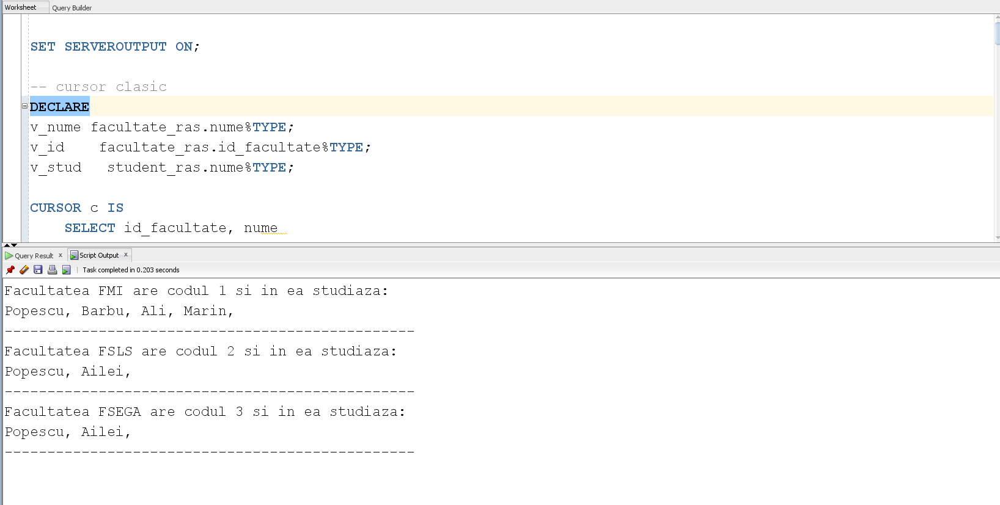 Worksheet Query Builder
SET SERVEROUTPUT ON;
-- cursor clasic
DECLARE
v_nume facultate_ras.nume%TYPE;
v_id    facultate_ras.id_facultate%TYPE;
v_stud   student_ras.nume%TYPE;
CURSOR c IS
    SELECT id_facultate, nume
Query Result x Script Output x
Task completed in 0.203 seconds
Facultatea FMI are codul 1 si in ea studiaza:
Popescu, Barbu, Ali, Marin,
------------------------------------------------
Facultatea FSLS are codul 2 si in ea studiaza:
Popescu, Ailei,
------------------------------------------------
Facultatea FSEGA are codul 3 si in ea studiaza:
Popescu, Ailei,
------------------------------------------------